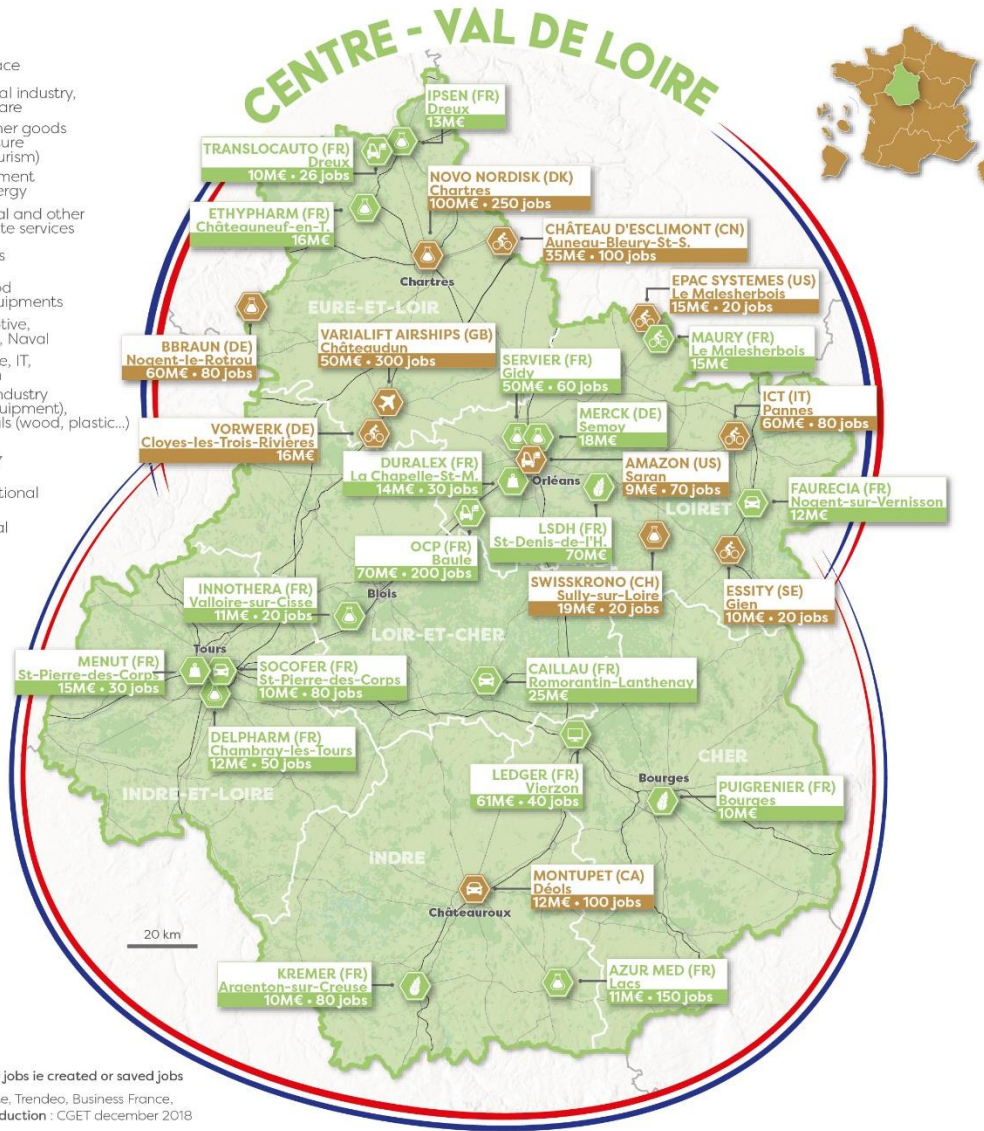 CENTRE - VAL DE LOIRE
ace
al industry,
are
er goods
sure
urism)
ment
ergy
al and other
te services
s
od
quipments
tive,
, Naval
e, IT,
ndustry
uipment),
ls (wood, plastic...)
y
tional
al
IPSEN (FR)
Dreux
13M€
TRANSLOCAUTO (FR)
Dreux
10M€ • 26 jobs
NOVO NORDISK (DK)
Chartres
100M€ • 250 jobs
ETHYPHARM (FR)
Châteauneuf-en-T.
16M€
CHÂTEAU D'ESCLIMONT (CN)
Auneau-Bleury-St-S.
35M€ • 100 jobs
Chartres
EPAC SYSTEMES (US)
Le Malesherbois
15M€ • 20 jobs
EURE-ET-LOIR
BBRAUN (DE)
Nogent-le-Rotrou
60M€ • 80 jobs
VARIALIFT AIRSHIPS (GB)
Châteaudun
50M€ • 300 jobs
MAURY (FR)
Le Malesherbois
15M€
SERVIER (FR)
Gidy
50M€ • 60 jobs
ICT (IT)
Pannes
60M€ • 80 jobs
MERCK (DE)
Semoy
18M€
VORWERK (DE)
Cloyes-les-Trois-Rivières
16M€
DURALEX (FR)
La Chapelle-St-M.
14M€ • 30 jobs
AMAZON (US)
Saran
9M€ • 70 jobs
Orléans
FAURECIA (FR)
Nogent-sur-Vernisson
12M€
LOIRET
LSDH (FR)
St-Denis-de-l'H.
70M€
OCP (FR)
Baule
70M€ • 200 jobs
SWISSKRONO (CH)
Sully-sur-Loire
19M€ • 20 jobs
ESSITY (SE)
Gien
10M€ • 20 jobs
INNOTHERA (FR)
Valloire-sur-Cisse
11M€ • 20 jobs
Blois
LOIR-ET-CHER
Tours
MENUT (FR)
St-Pierre-des-Corps
15M€ • 30 jobs
SOCOFER (FR)
St-Pierre-des-Corps
10M€ • 80 jobs
CAILLAU (FR)
Romorantin-Lanthenay
25M€
DELPHARM (FR)
Chambray-lès-Tours
12M€ • 50 jobs
CHER
LEDGER (FR)
Vierzon
61M€ • 40 jobs
Bourges
PUIGRENIER (FR)
Bourges
10M€
INDRE-ET-LOIRE
INDRE
MONTUPET (CA)
Déols
12M€ • 100 jobs
Châteauroux
20 km
KREMER (FR)
Argenton-sur-Creuse
10M€ • 80 jobs
AZUR MED (FR)
Lacs
11M€ • 150 jobs
jobs ie created or saved jobs
e, Trendeo, Business France,
duction : CGET december 2018